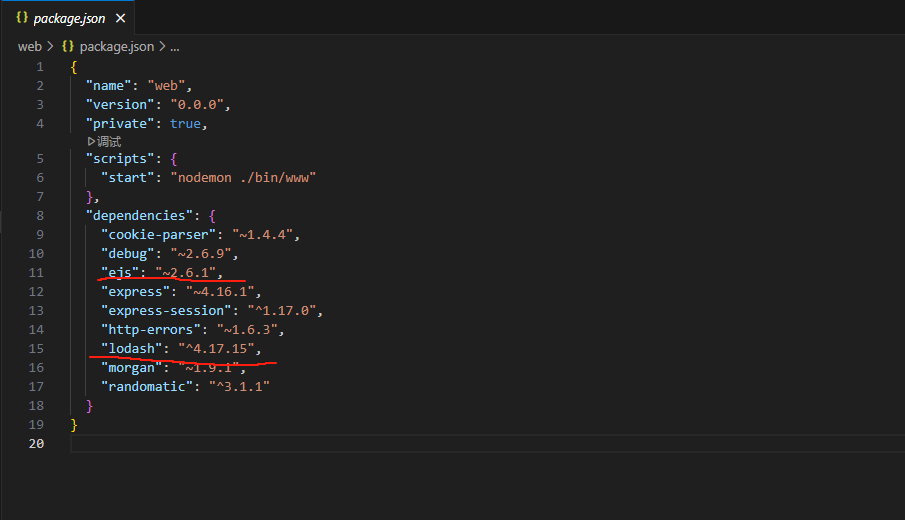 package.json
web > package.json > ...
1 {
2 "name": "web",
3 "version": "0.0.0",
4 "private": true,
调试
5 "scripts": {
6 "start": "nodemon ./bin/www"
7 },
8 "dependencies": {
9 "cookie-parser": "~1.4.4",
10 "debug": "~2.6.9",
11 "ejs": "~2.6.1",
12 "express": "~4.16.1",
13 "express-session": "^1.17.0",
14 "http-errors": "~1.6.3",
15 "lodash": "^4.17.15",
16 "morgan": "~1.9.1",
17 "randomatic": "^3.1.1"
18 }
19 }
20